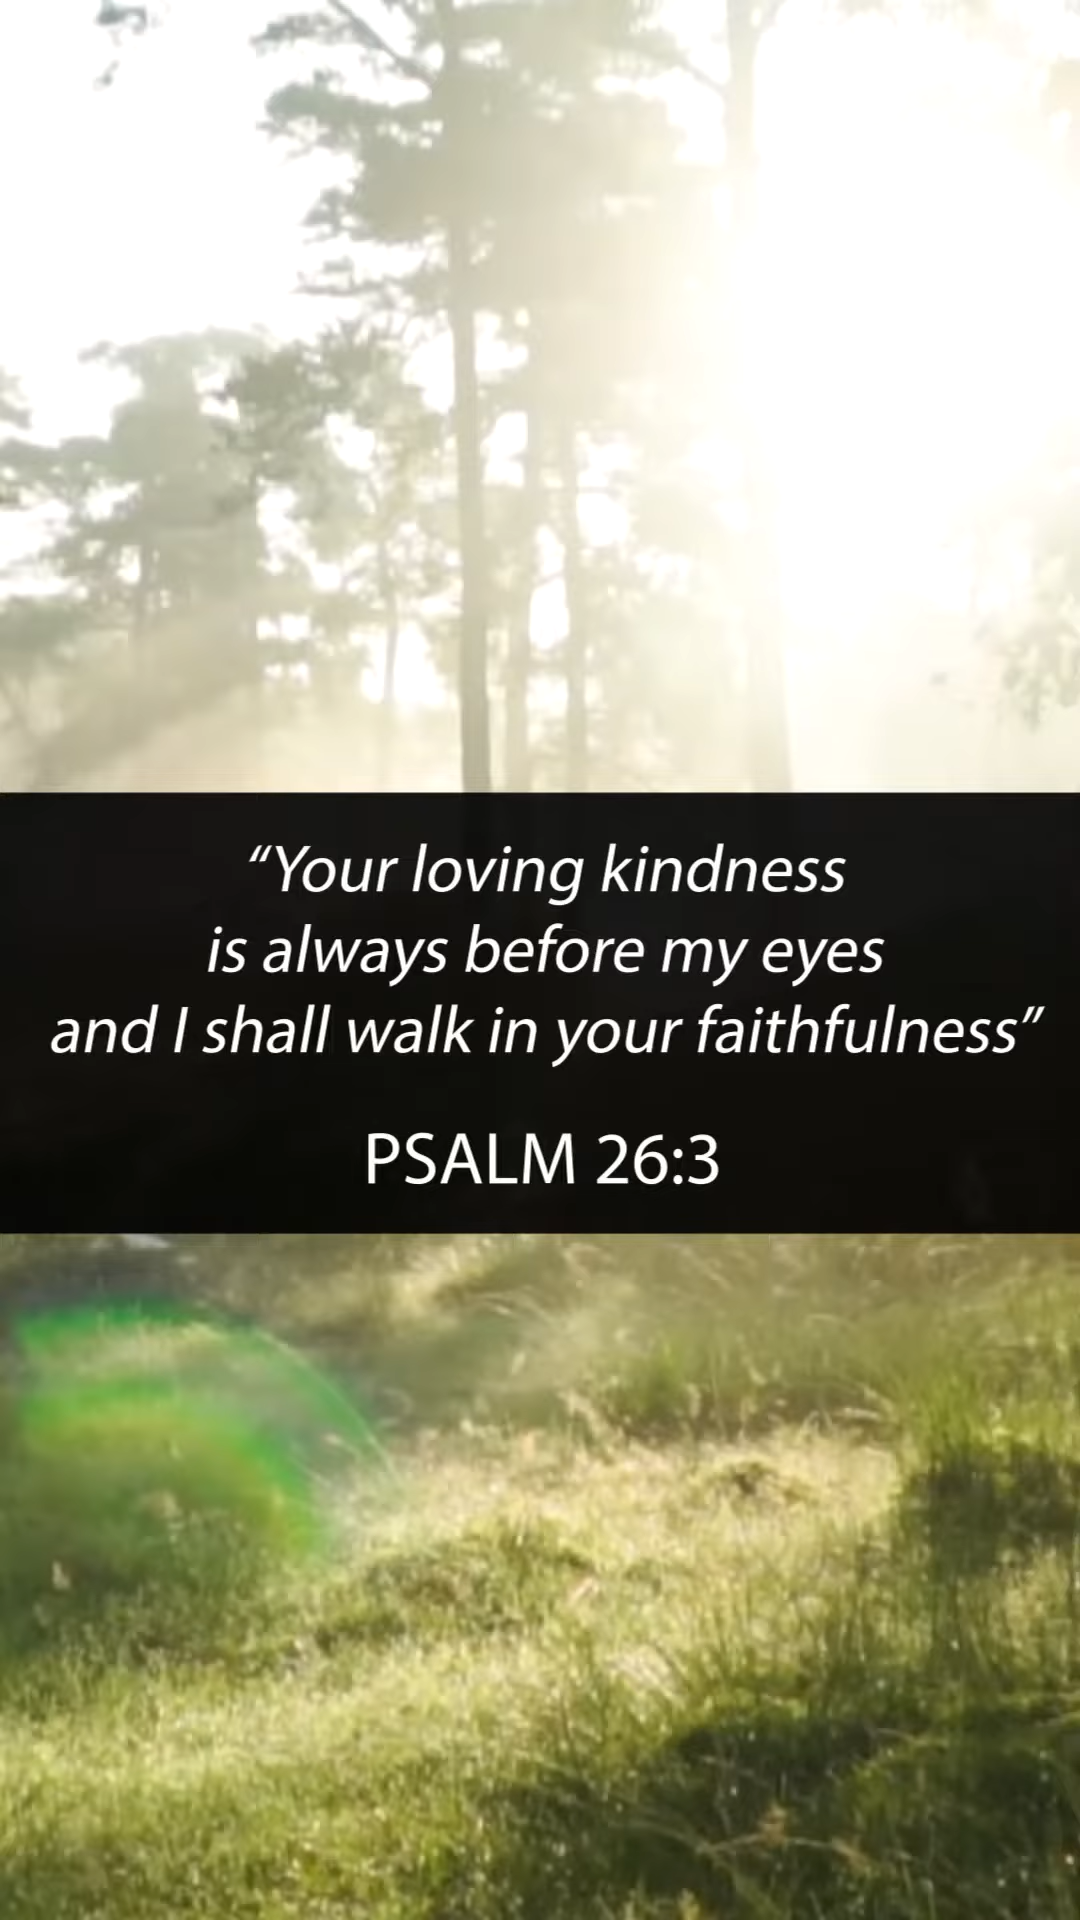 “Your loving kindness
is always before my eyes
and I shall walk in your faithfulness”
PSALM 26:3